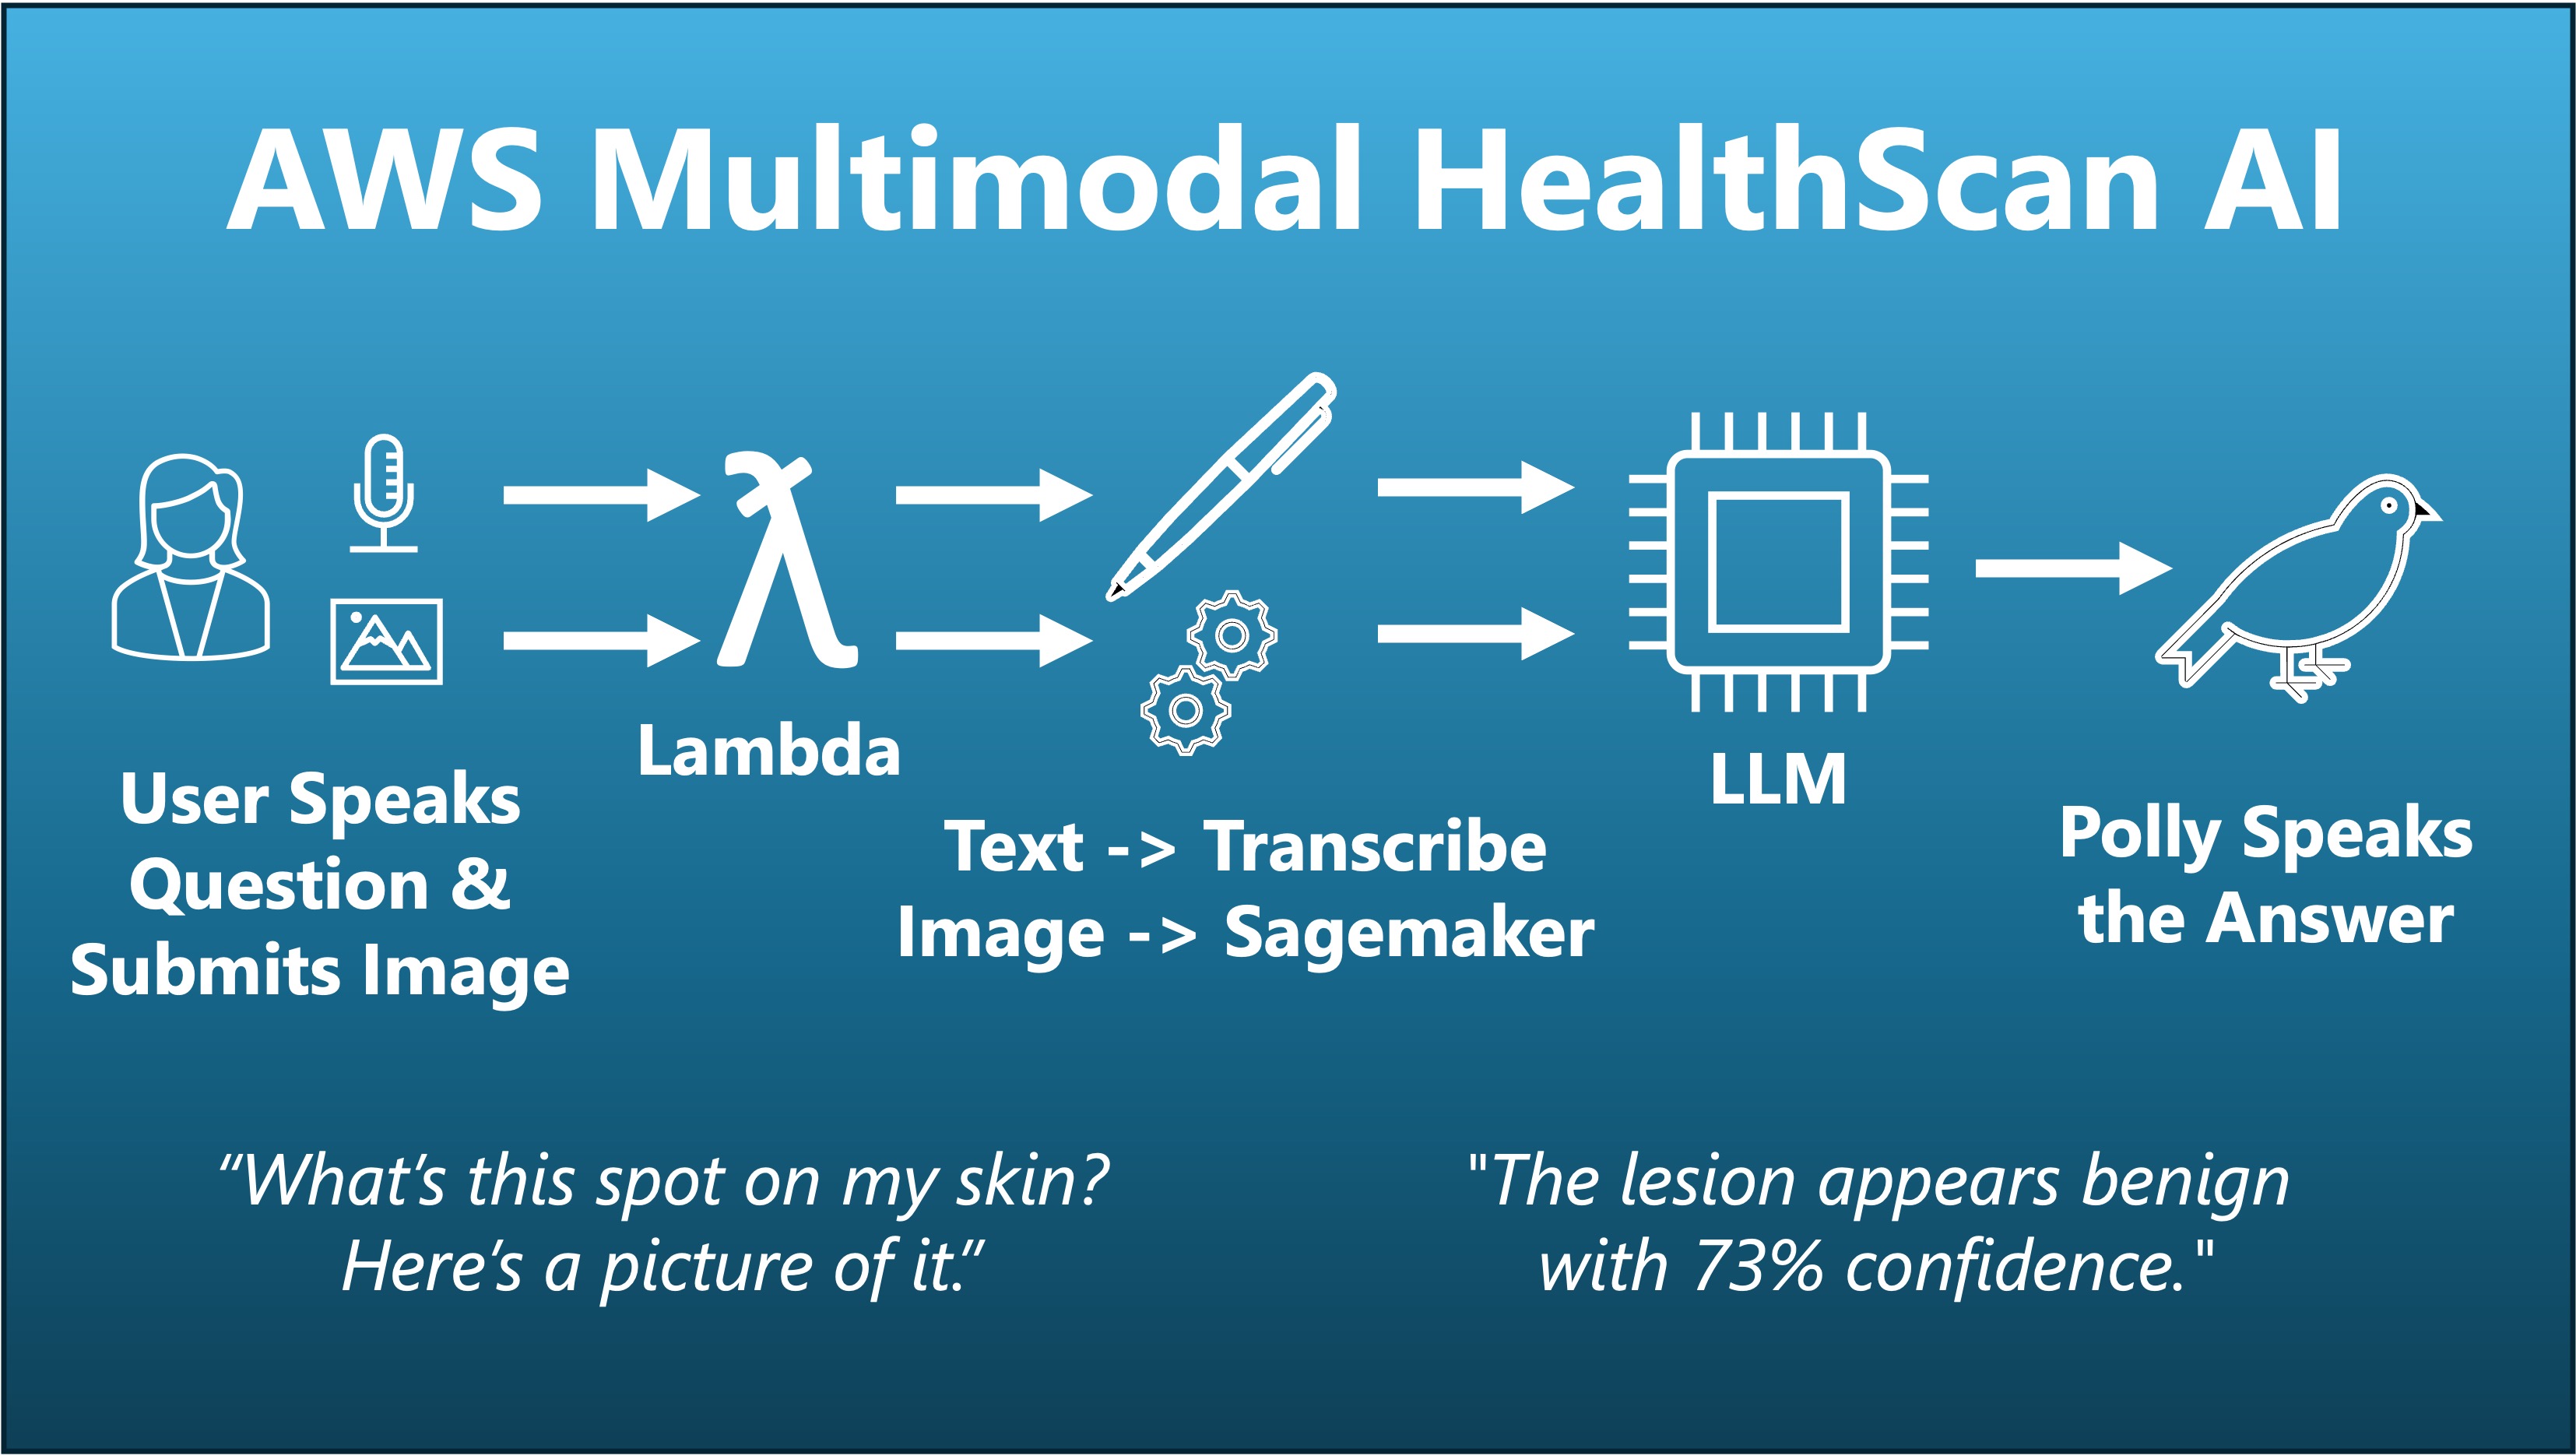 AWS Multimodal HealthScan AI
User Speaks
Question &
Submits Image
Lambda
Text -> Transcribe
Image -> Sagemaker
LLM
Polly Speaks
the Answer
“What’s this spot on my skin?
Here’s a picture of it.”
"The lesion appears benign
with 73% confidence."